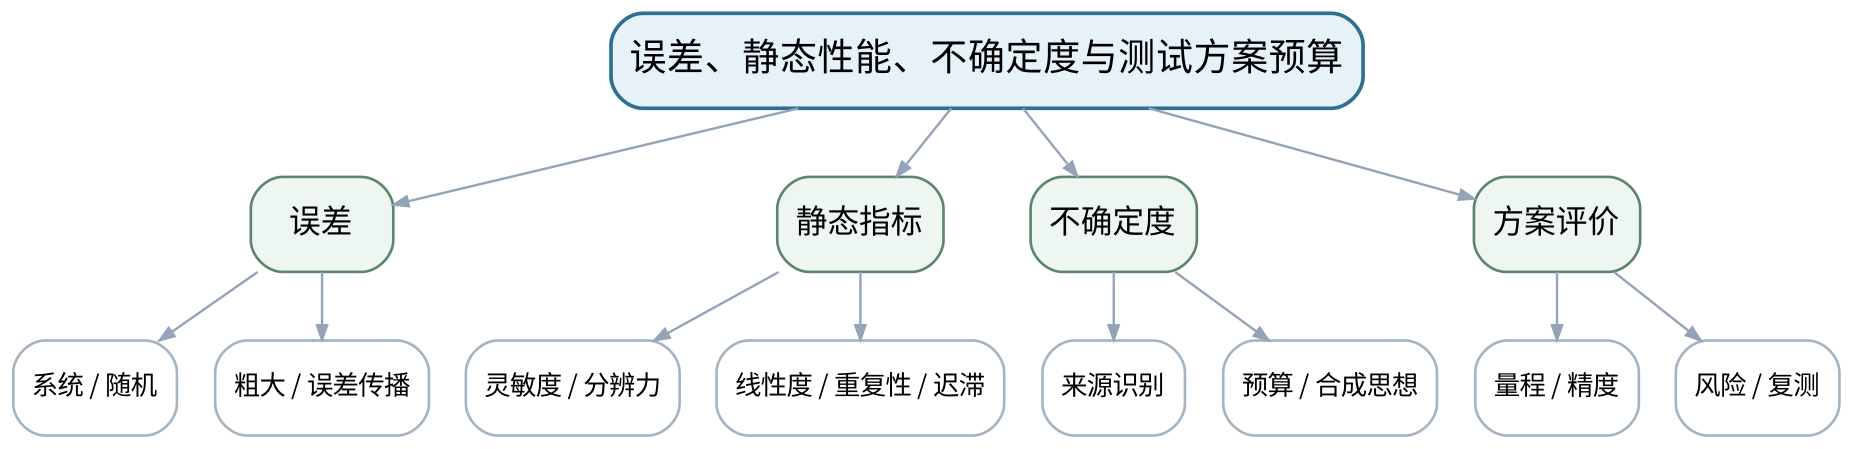 误差、静态性能、不确定度与测试方案预算
误差
静态指标
不确定度
方案评价
系统 / 随机
粗大 / 误差传播
灵敏度 / 分辨力
线性度 / 重复性 / 迟滞
来源识别
预算 / 合成思想
量程 / 精度
风险 / 复测